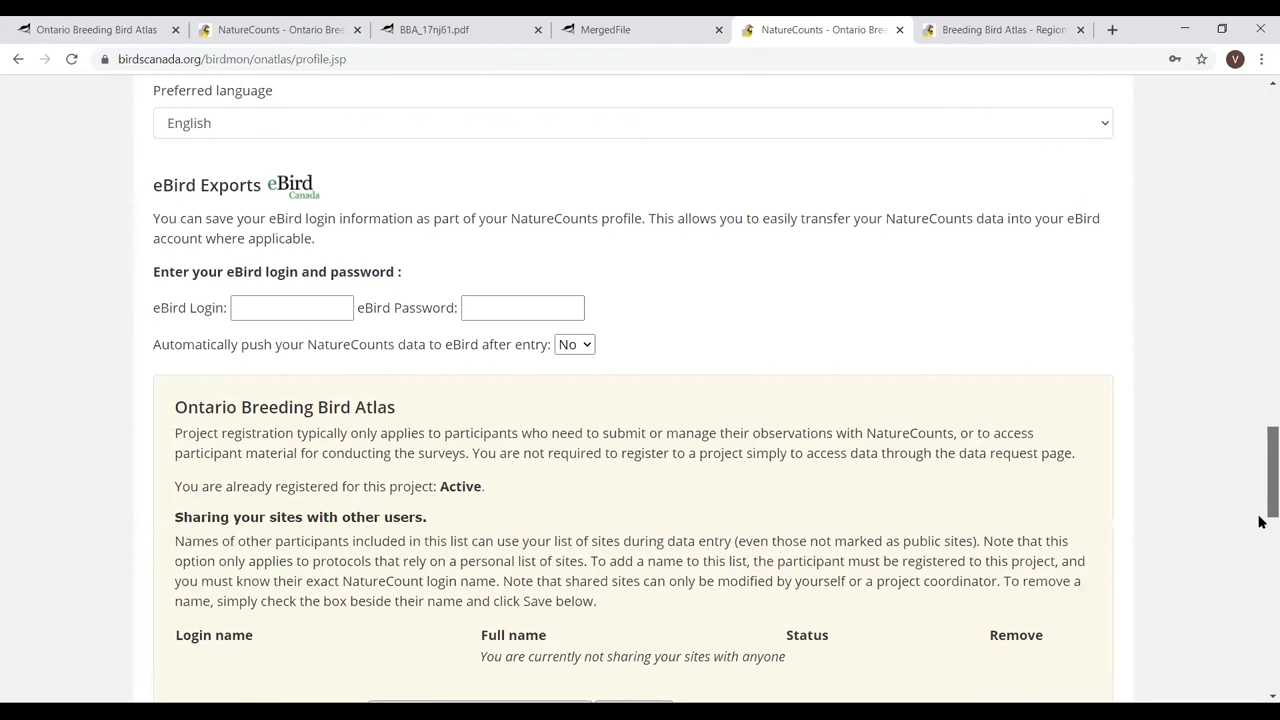 Ontario Breeding Bird Atlas
NatureCounts - Ontario Bree
BBA_17nj61.pdf
MergedFile
NatureCounts - Ontario Bree
Breeding Bird Atlas - Region
birdscanada.org/birdmon/onatlas/profile.jsp
V
Preferred language
English
eBird Exports eBird Canada
You can save your eBird login information as part of your NatureCounts profile. This allows you to easily transfer your NatureCounts data into your eBird
account where applicable.
Enter your eBird login and password :
eBird Login: eBird Password:
Automatically push your NatureCounts data to eBird after entry: No
Ontario Breeding Bird Atlas
Project registration typically only applies to participants who need to submit or manage their observations with NatureCounts, or to access
participant material for conducting the surveys. You are not required to register to a project simply to access data through the data request page.
You are already registered for this project: Active.
Sharing your sites with other users.
Names of other participants included in this list can use your list of sites during data entry (even those not marked as public sites). Note that this
option only applies to protocols that rely on a personal list of sites. To add a name to this list, the participant must be registered to this project, and
you must know their exact NatureCount login name. Note that shared sites can only be modified by yourself or a project coordinator. To remove a
name, simply check the box beside their name and click Save below.
Login name Full name Status Remove
You are currently not sharing your sites with anyone